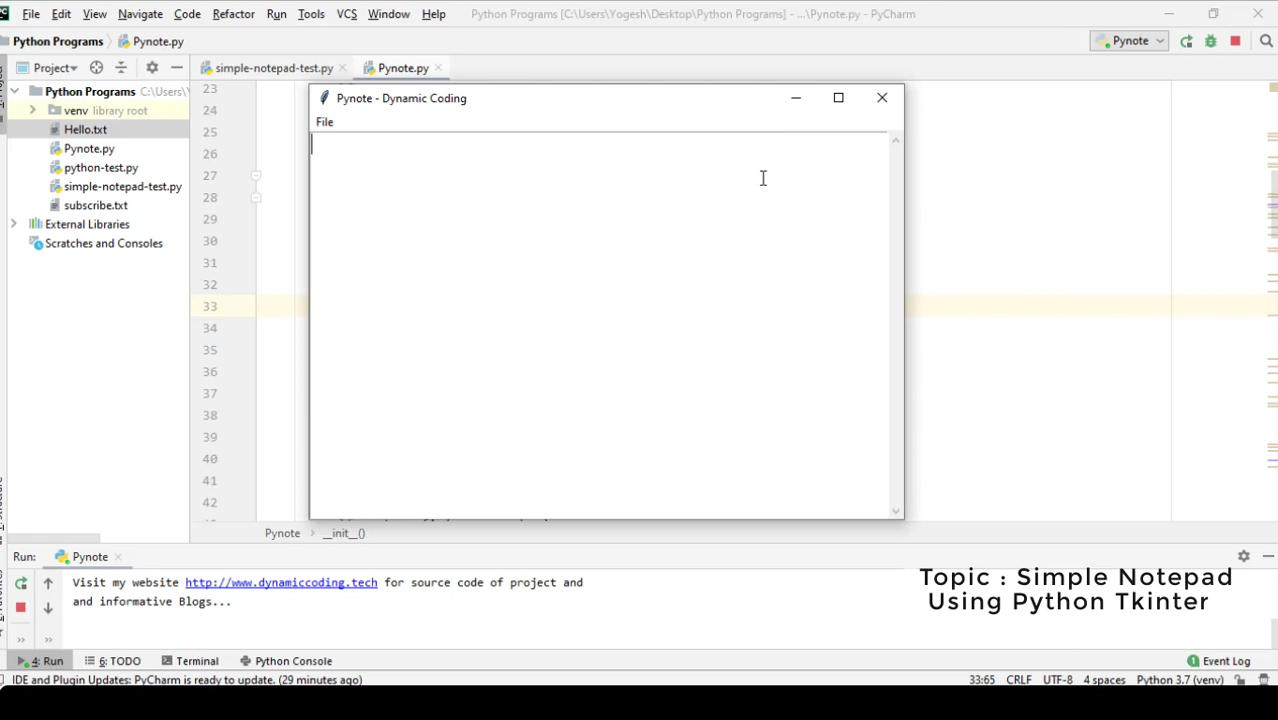 File Edit View Navigate Code Refactor Run Tools VCS Window Help Python Programs [C:\Users\Yogesh\Desktop\Python Programs] - ...\Pynote.py - PyCharm
Python Programs Pynote.py Pynote
Project simple-notepad-test.py Pynote.py
Python Programs C:\Users\
venv library root
Hello.txt
Pynote.py
python-test.py
simple-notepad-test.py
subscribe.txt
External Libraries
Scratches and Consoles
23
24
25
26
27
28
29
30
31
32
33
34
35
36
37
38
39
40
41
42
Pynote - Dynamic Coding
File
Pynote __init__()
Run: Pynote
Visit my website http://www.dynamiccoding.tech for source code of project and
and informative Blogs...
Topic : Simple Notepad
Using Python Tkinter
4: Run 6: TODO Terminal Python Console 1 Event Log
IDE and Plugin Updates: PyCharm is ready to update. (29 minutes ago) 33:65 CRLF UTF-8 4 spaces Python 3.7 (venv)